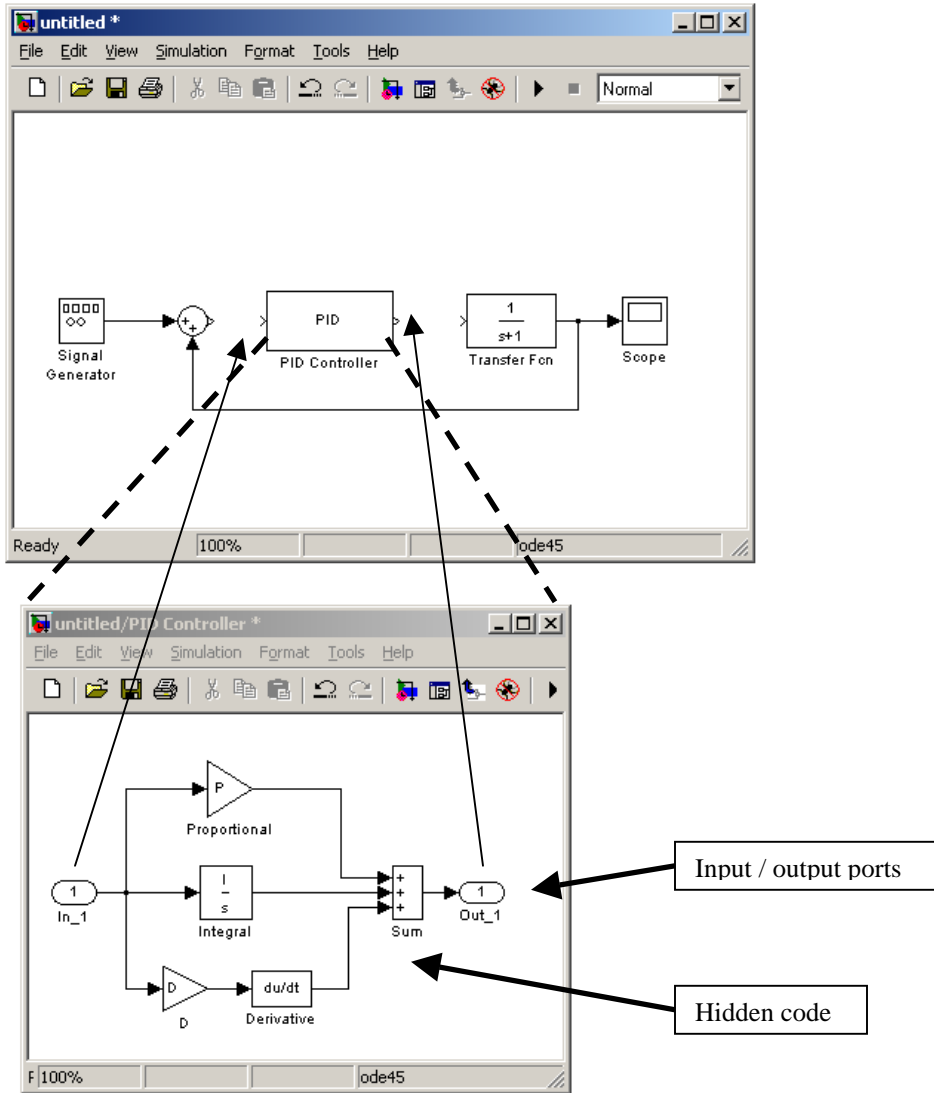 untitled *
File Edit View Simulation Format Tools Help
Normal
+
+
PID
1
s+1
Signal
Generator
PID Controller
Transfer Fcn
Scope
Ready 100% ode45
untitled/PID Controller *
File Edit View Simulation Format Tools Help
P
Proportional
1
In_1
I
s
Integral
+
+
+
Sum
1
Out_1
D
D
du/dt
Derivative
F 100% ode45
Input / output ports
Hidden code